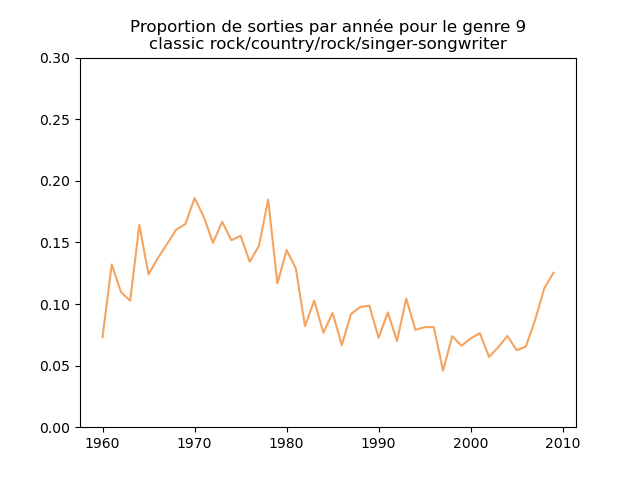 Proportion de sorties par année pour le genre 9
classic rock/country/rock/singer-songwriter
0.30
0.25
0.20
0.15
0.10
0.05
0.00
1960 1970 1980 1990 2000 2010